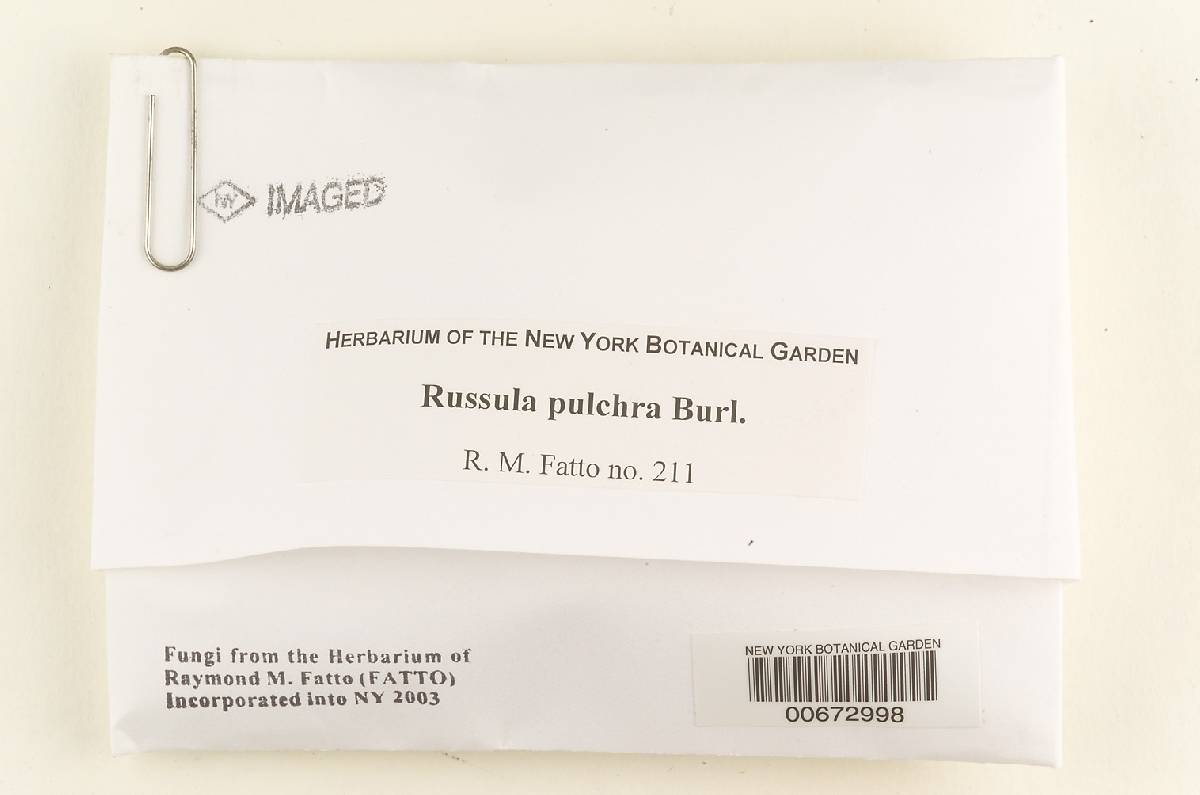 NY IMAGED
HERBARIUM OF THE NEW YORK BOTANICAL GARDEN
Russula pulchra Burl.
R. M. Fatto no. 211
Fungi from the Herbarium of
Raymond M. Fatto (FATTO)
Incorporated into NY 2003
NEW YORK BOTANICAL GARDEN
00672998